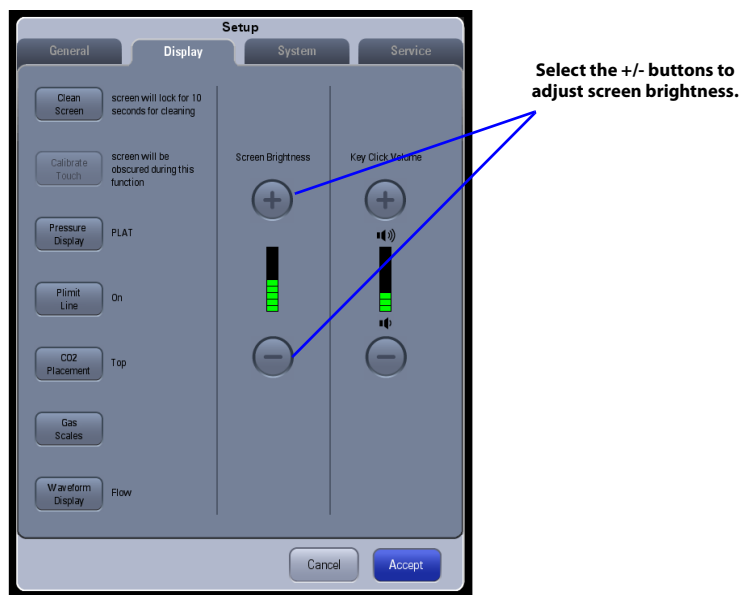 Setup
General
Display
System
Service
Select the +/- buttons to
adjust screen brightness.
Clean
Screen
screen will lock for 10
seconds for cleaning
Calibrate
Touch
screen will be
obscured during this
function
Screen Brightness
Key Click Volume
Pressure
Display
PLAT
Plimit
Line
On
CO2
Placement
Top
Gas
Scales
Waveform
Display
Flow
Cancel
Accept